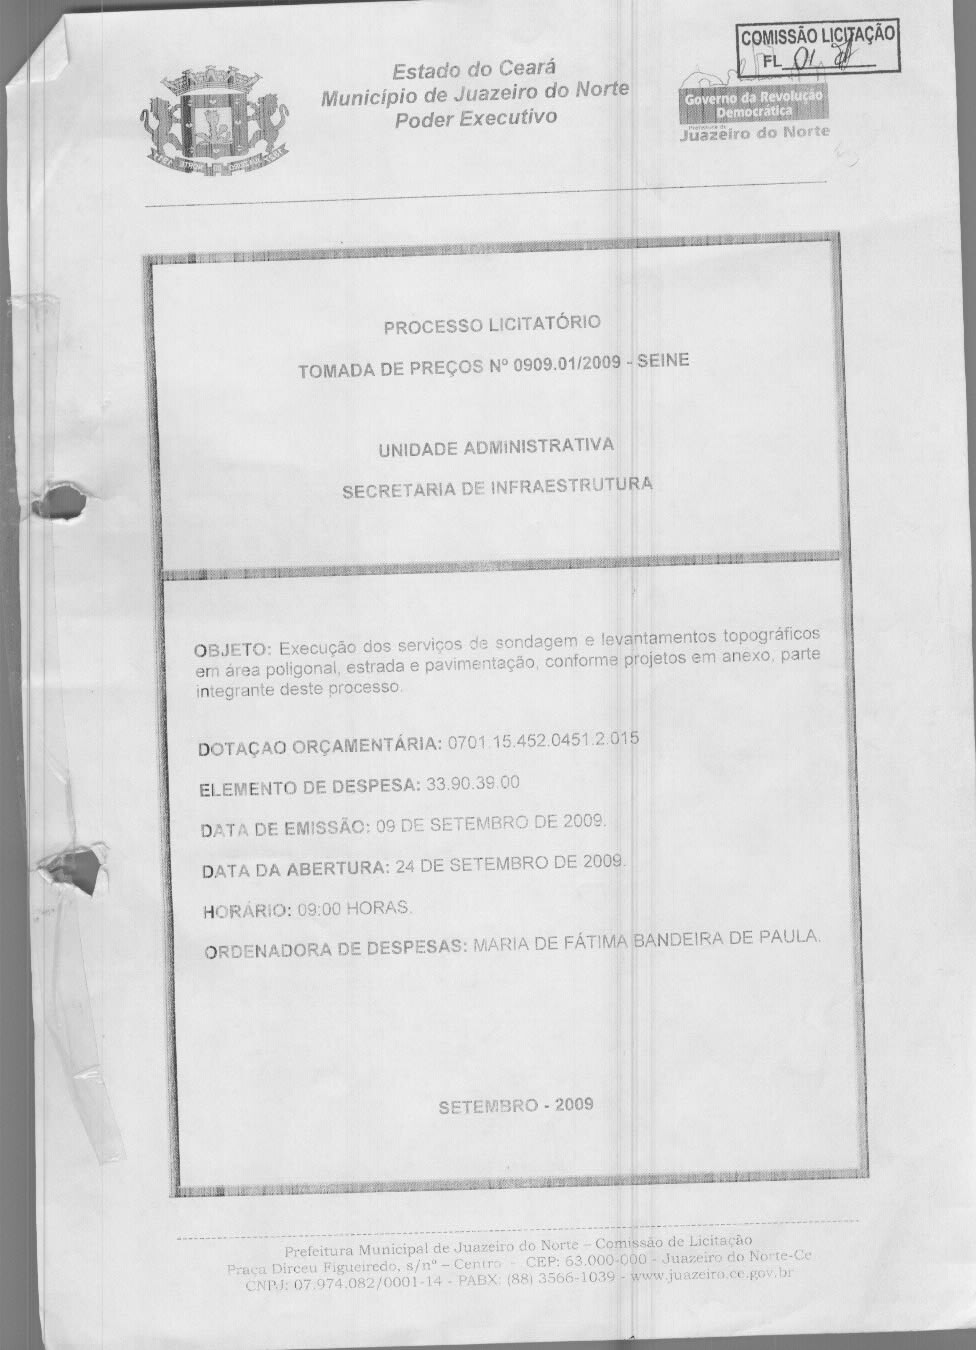 COMISSÃO LICITAÇÃO
FL 01
Estado do Ceará
Município de Juazeiro do Norte
Poder Executivo
Governo da Revolução
Democrática
Prefeitura de
Juazeiro do Norte
PROCESSO LICITATÓRIO
TOMADA DE PREÇOS Nº 0909.01/2009 - SEINE
UNIDADE ADMINISTRATIVA
SECRETARIA DE INFRAESTRUTURA
OBJETO: Execução dos serviços de sondagem e levantamentos topográficos
em área poligonal, estrada e pavimentação, conforme projetos em anexo, parte
integrante deste processo.
DOTAÇAO ORÇAMENTÁRIA: 0701.15.452.0451.2.015
ELEMENTO DE DESPESA: 33.90.39.00
DATA DE EMISSÃO: 09 DE SETEMBRO DE 2009.
DATA DA ABERTURA: 24 DE SETEMBRO DE 2009.
HORÁRIO: 09:00 HORAS.
ORDENADORA DE DESPESAS: MARIA DE FÁTIMA BANDEIRA DE PAULA.
SETEMBRO - 2009
Prefeitura Municipal de Juazeiro do Norte – Comissão de Licitação
Praça Dirceu Figueiredo, s/nº – Centro - CEP: 63.000-000 - Juazeiro do Norte-Ce
CNPJ: 07.974.082/0001-14 - PABX: (88) 3566-1039 - www.juazeiro.ce.gov.br